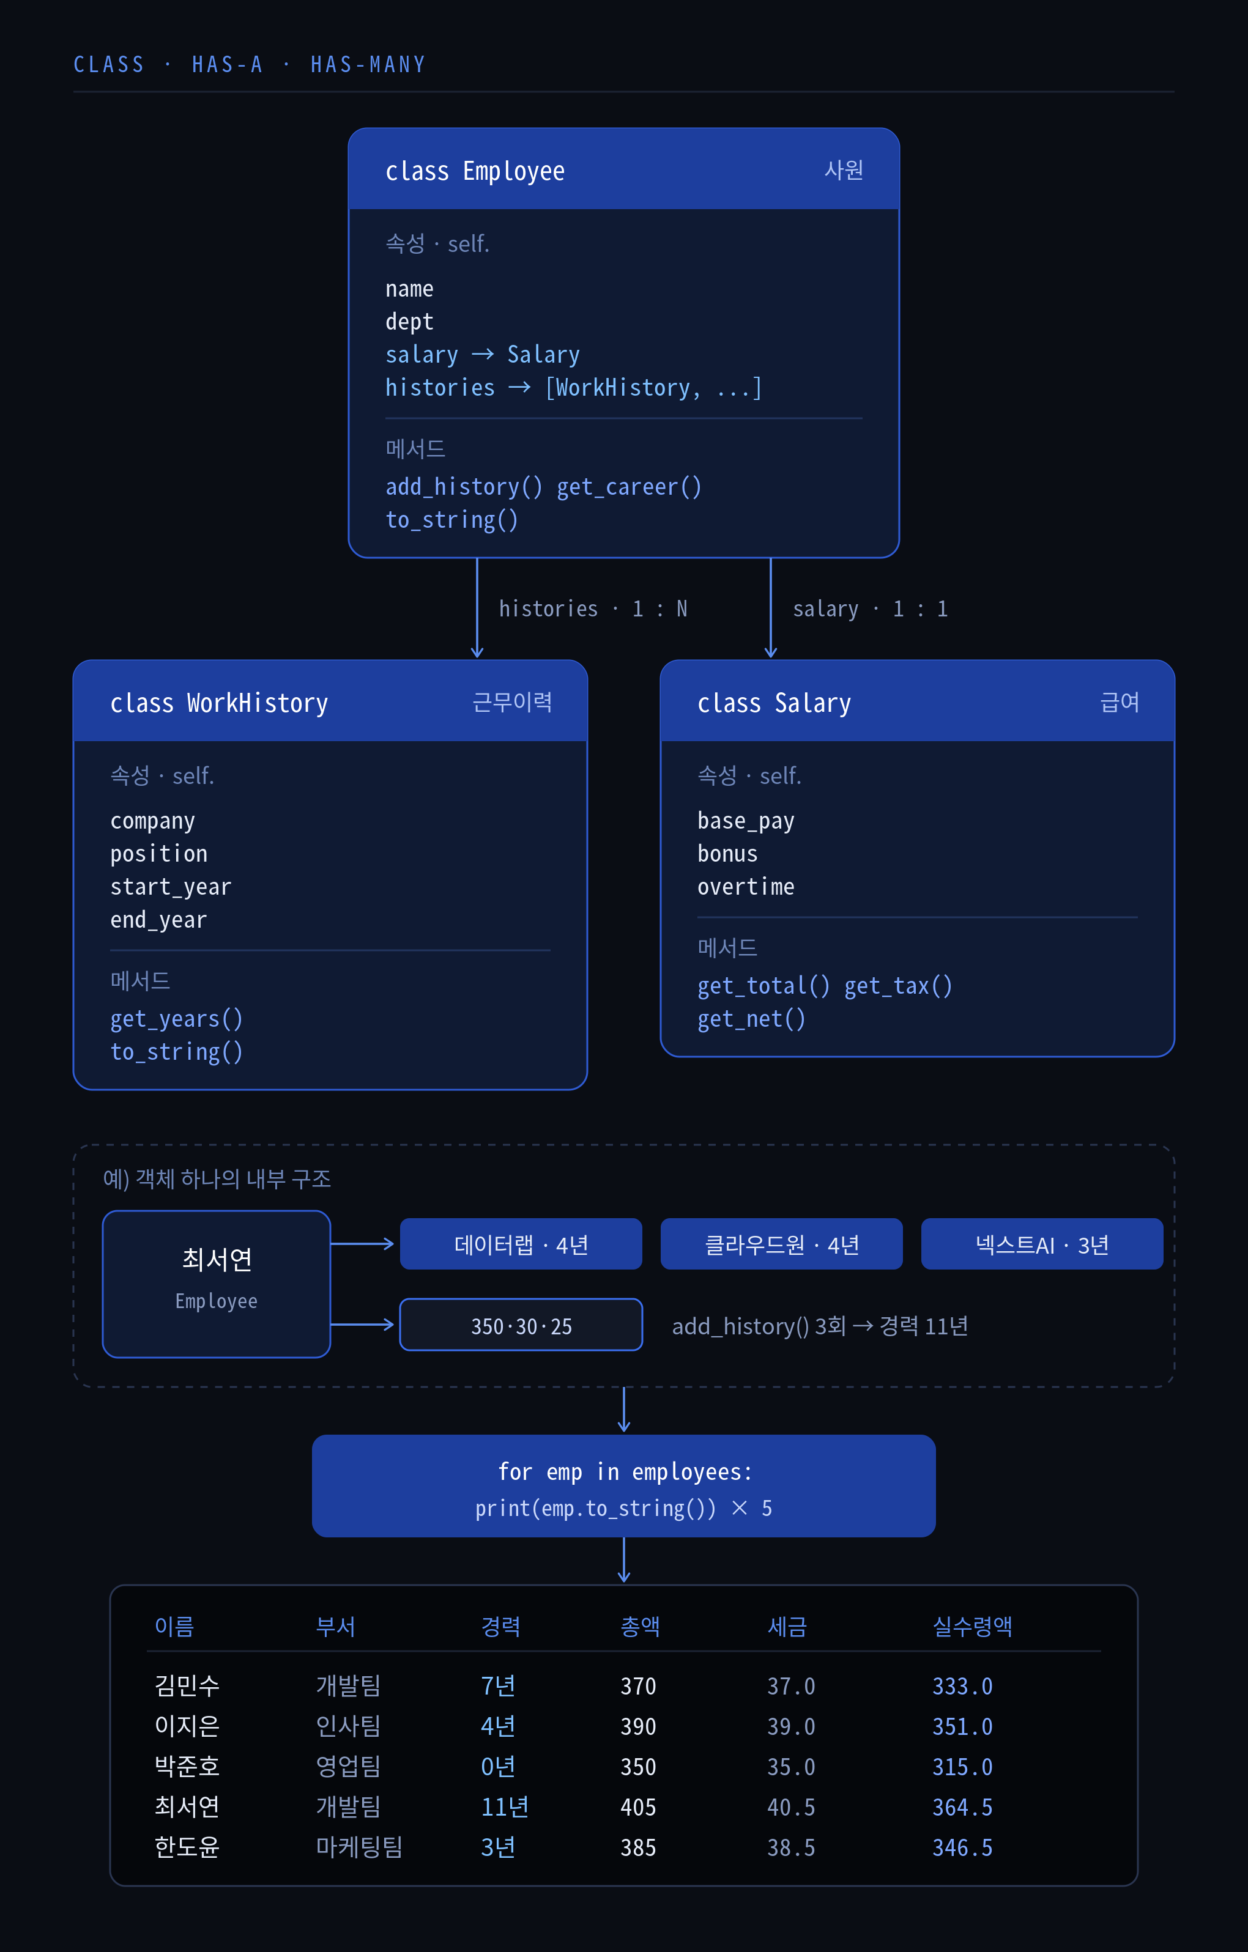 CLASS · HAS-A · HAS-MANY
class Employee 사원
속성 · self.
name
dept
salary → Salary
histories → [WorkHistory, ...]
메서드
add_history() get_career()
to_string()
histories · 1 : N
salary · 1 : 1
class WorkHistory 근무이력
속성 · self.
company
position
start_year
end_year
메서드
get_years()
to_string()
class Salary 급여
속성 · self.
base_pay
bonus
overtime
메서드
get_total() get_tax()
get_net()
예) 객체 하나의 내부 구조
최서연
Employee
데이터랩 · 4년
클라우드원 · 4년
넥스트AI · 3년
350·30·25
add_history() 3회 → 경력 11년
for emp in employees:
print(emp.to_string()) × 5
이름 부서 경력 총액 세금 실수령액
김민수 개발팀 7년 370 37.0 333.0
이지은 인사팀 4년 390 39.0 351.0
박준호 영업팀 0년 350 35.0 315.0
최서연 개발팀 11년 405 40.5 364.5
한도윤 마케팅팀 3년 385 38.5 346.5